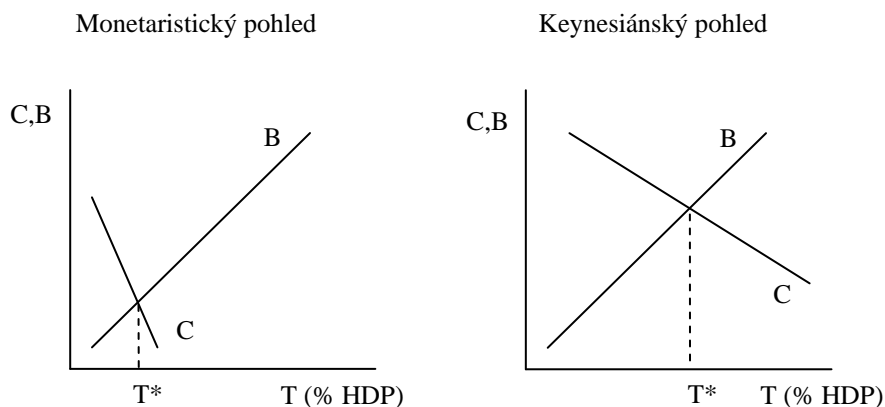 Monetaristický pohled
C,B
B
C
T*
T (% HDP)
Keynesiánský pohled
C,B
B
C
T*
T (% HDP)